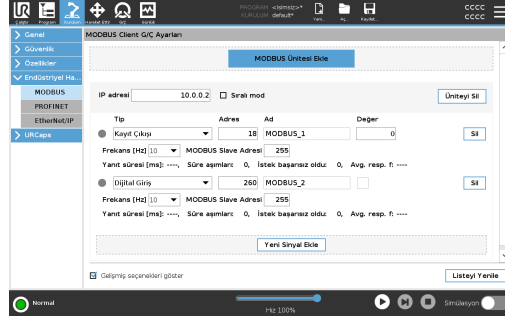 PROGRAM <isimsiz>*
KURULUM default*
CCCC
CCCC
Çalıştır Program Kurulum Hareket Ettir G/Ç Günlük Yeni... Aç... Kaydet...
Genel
Güvenlik
Özellikler
Endüstriyel Ha...
MODBUS
PROFINET
EtherNet/IP
URCaps
MODBUS Client G/Ç Ayarları
MODBUS Ünitesi Ekle
IP adresi 10.0.0.2 Sıralı mod Üniteyi Sil
Tip Adres Ad Değer
Kayıt Çıkışı 18 MODBUS_1 0 Sil
Frekans [Hz] 10 MODBUS Slave Adresi 255
Yanıt süresi [ms]: ----, Süre aşımları: 0, İstek başarısız oldu: 0, Avg. resp. f: ----
Dijital Giriş 260 MODBUS_2 Sil
Frekans [Hz] 10 MODBUS Slave Adresi 255
Yanıt süresi [ms]: ----, Süre aşımları: 0, İstek başarısız oldu: 0, Avg. resp. f: ----
Yeni Sinyal Ekle
Gelişmiş seçenekleri göster
Listeyi Yenile
Normal
Hız 100%
Simülasyon